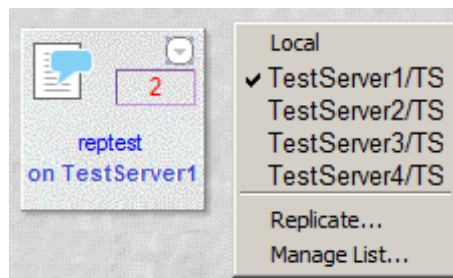 2
reptest
on TestServer1
Local
TestServer1/TS
TestServer2/TS
TestServer3/TS
TestServer4/TS
Replicate...
Manage List...